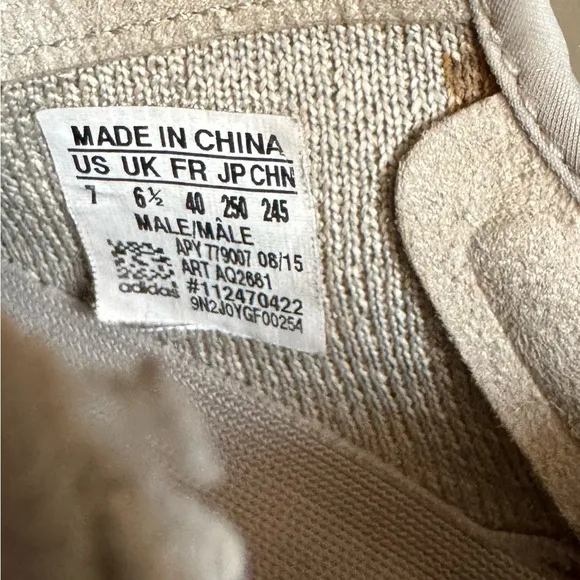 MADE IN CHINA
US UK FR JP CHN
7 6½ 40 250 245
MALE/MÂLE
APY 779007 08/15
ART AQ2661
#112470422
adidas 9N2J0YGF00254